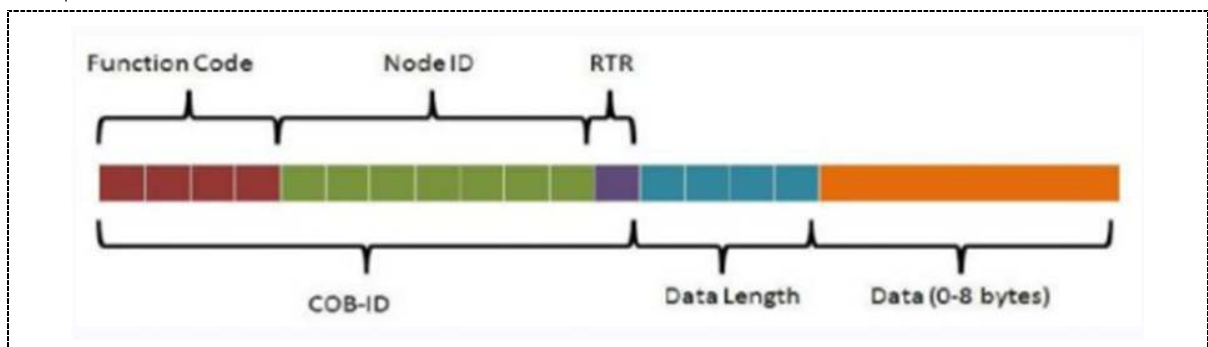 Function Code Node ID RTR
COB-ID Data Length Data (0-8 bytes)